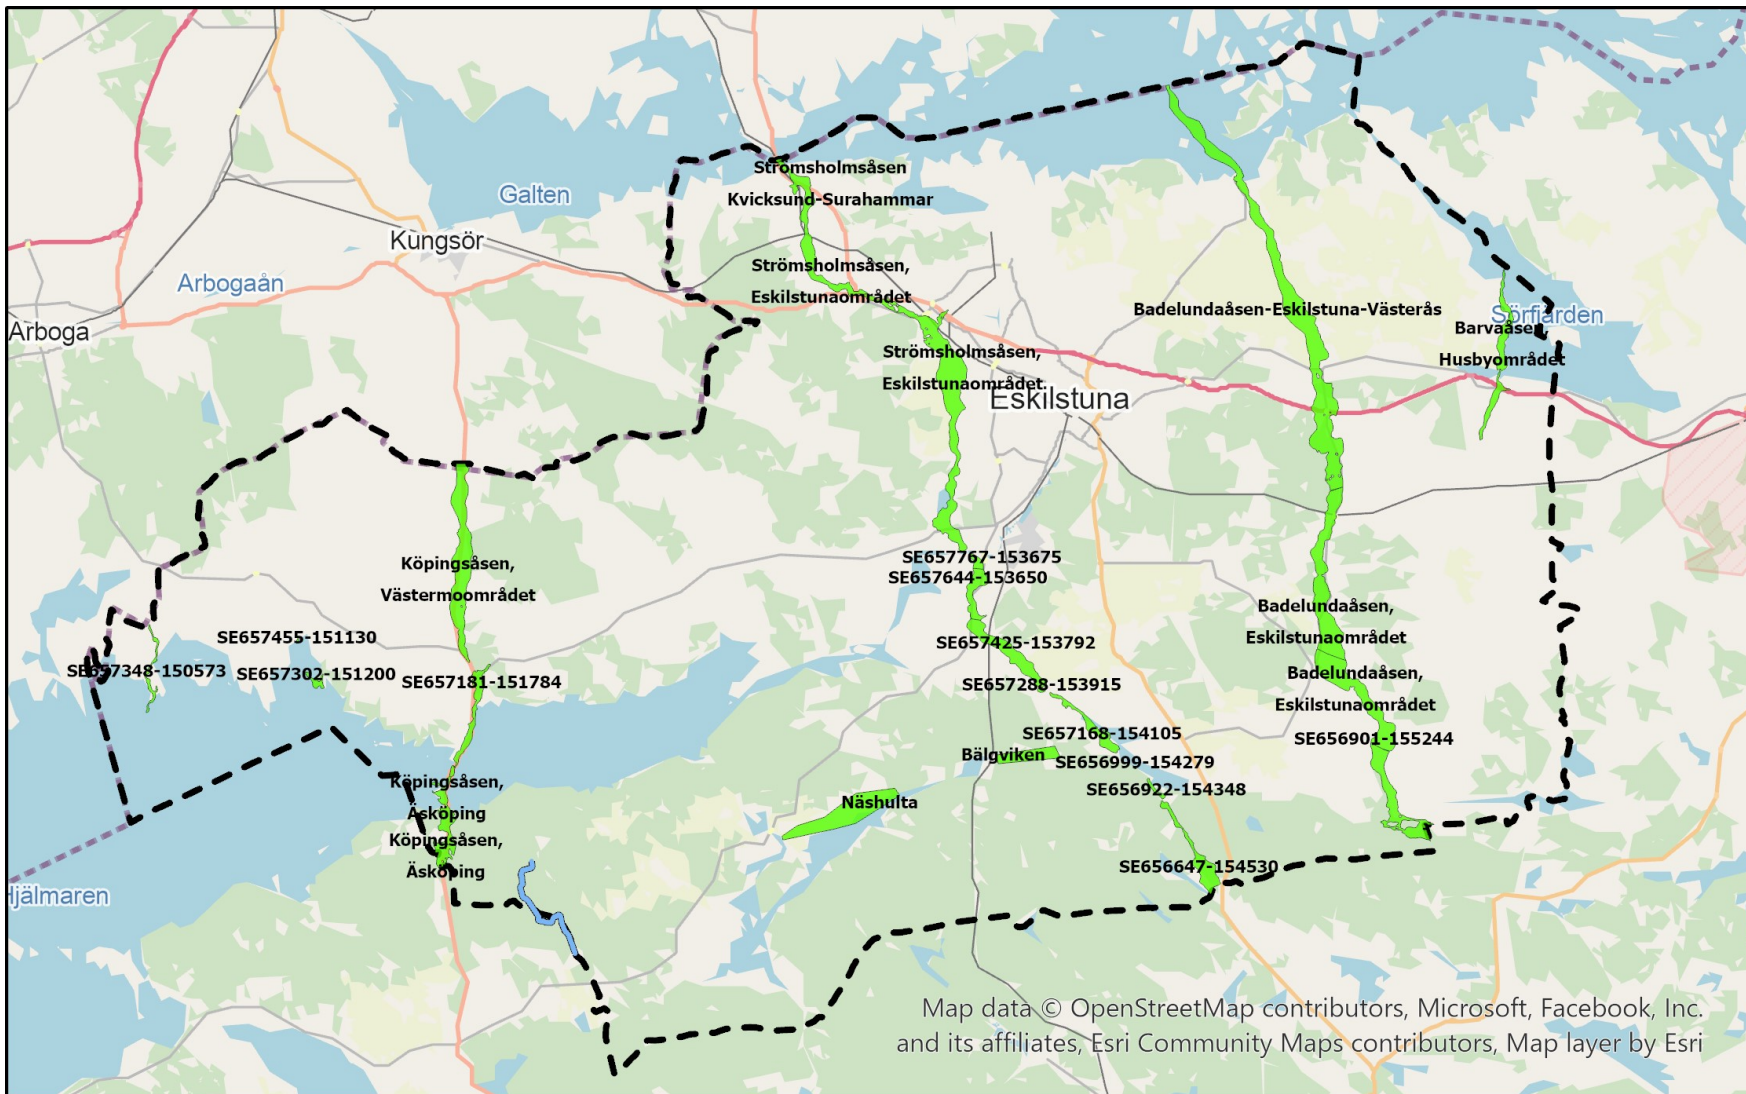 Strömsholmsåsen
Kvicksund-Surahammar
Galten
Kungsör
Arbogaån
Arboga
Strömsholmsåsen,
Eskilstunaområdet
Badelundaåsen-Eskilstuna-Västerås
Sörfjärden
Barvaåsen,
Husbyområdet
Strömsholmsåsen,
Eskilstunaområdet
Eskilstuna
Köpingsåsen,
Västermoområdet
SE657767-153675
SE657644-153650
Badelundaåsen,
Eskilstunaområdet
SE657455-151130
SE657425-153792
SE657348-150573
SE657302-151200
SE657181-151784
SE657288-153915
Badelundaåsen,
Eskilstunaområdet
SE657168-154105
SE656901-155244
Bälgviken
SE656999-154279
SE656922-154348
Köpingsåsen,
Äsköping
Näshulta
Köpingsåsen,
Äsköping
SE656647-154530
Hjälmaren
Map data © OpenStreetMap contributors, Microsoft, Facebook, Inc.
and its affiliates, Esri Community Maps contributors, Map layer by Esri